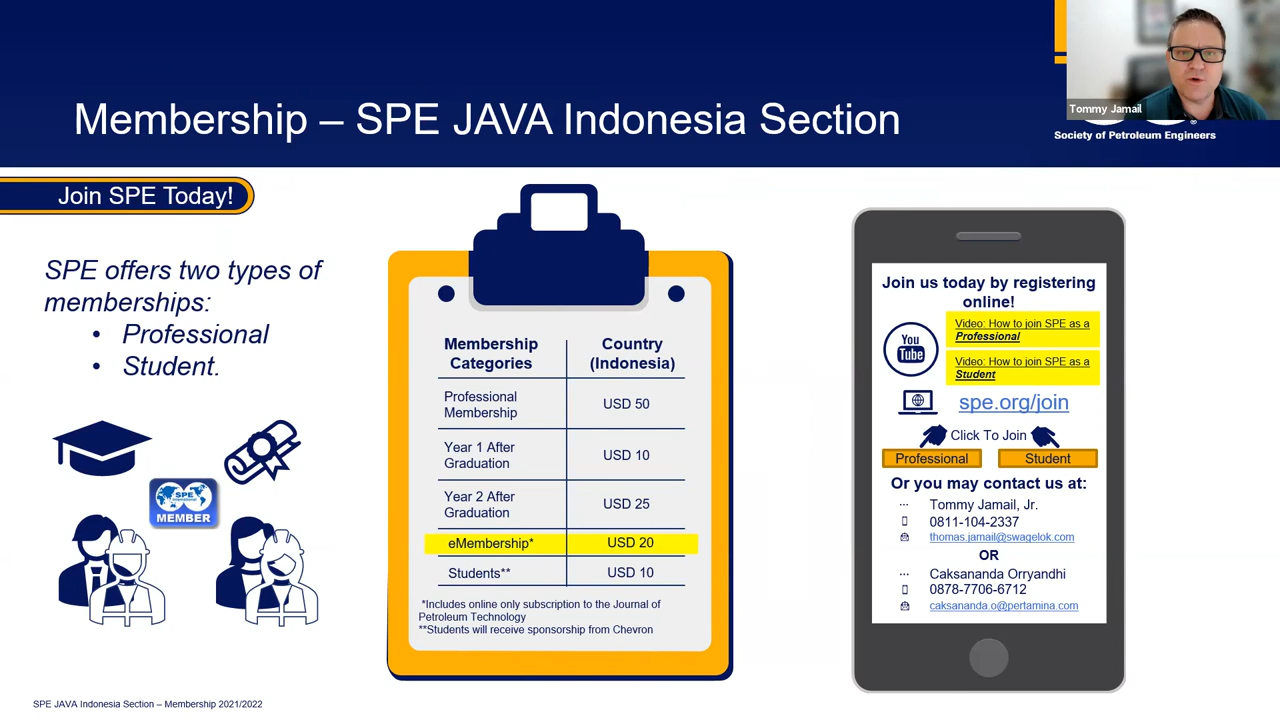 Membership – SPE JAVA Indonesia Section
Tommy Jamail
®
Society of Petroleum Engineers
Join SPE Today!
SPE offers two types of
memberships:
• Professional
• Student.
SPE
International
MEMBER
Membership Categories Country (Indonesia)
Professional Membership USD 50
Year 1 After Graduation USD 10
Year 2 After Graduation USD 25
eMembership* USD 20
Students** USD 10
*Includes online only subscription to the Journal of
Petroleum Technology
**Students will receive sponsorship from Chevron
Join us today by registering
online!
You
Tube
Video: How to join SPE as a
Professional
Video: How to join SPE as a
Student
spe.org/join
Click To Join
Professional Student
Or you may contact us at:
Tommy Jamail, Jr.
0811-104-2337
thomas.jamail@swagelok.com
OR
Caksananda Orryandhi
0878-7706-6712
caksananda.o@pertamina.com
SPE JAVA Indonesia Section – Membership 2021/2022